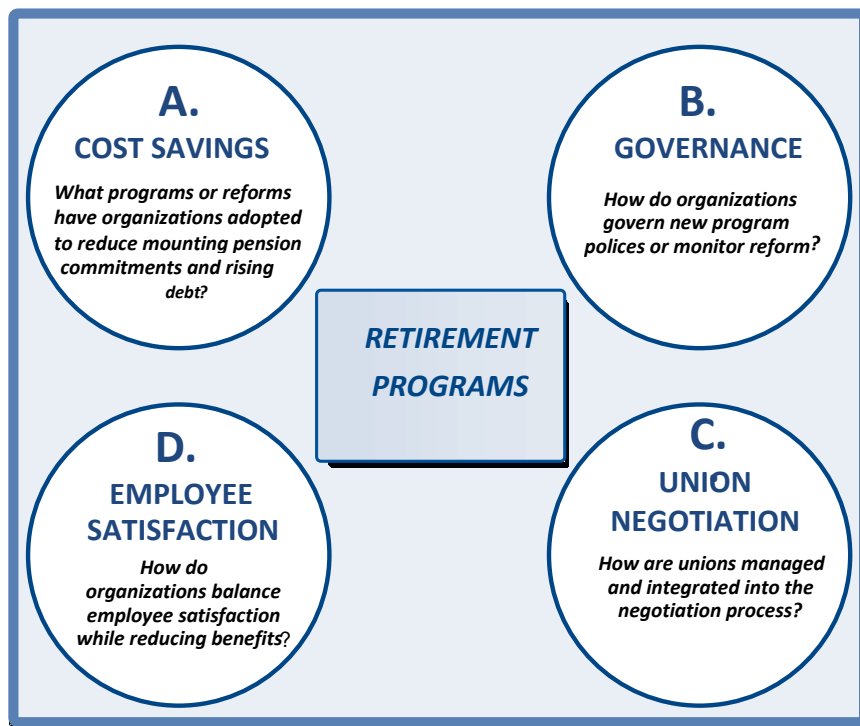 A.
COST SAVINGS
What programs or reforms
have organizations adopted
to reduce mounting pension
commitments and rising
debt?
B.
GOVERNANCE
How do organizations
govern new program
polices or monitor reform?
RETIREMENT
PROGRAMS
D.
EMPLOYEE
SATISFACTION
How do
organizations balance
employee satisfaction
while reducing benefits?
C.
UNION
NEGOTIATION
How are unions managed
and integrated into the
negotiation process?